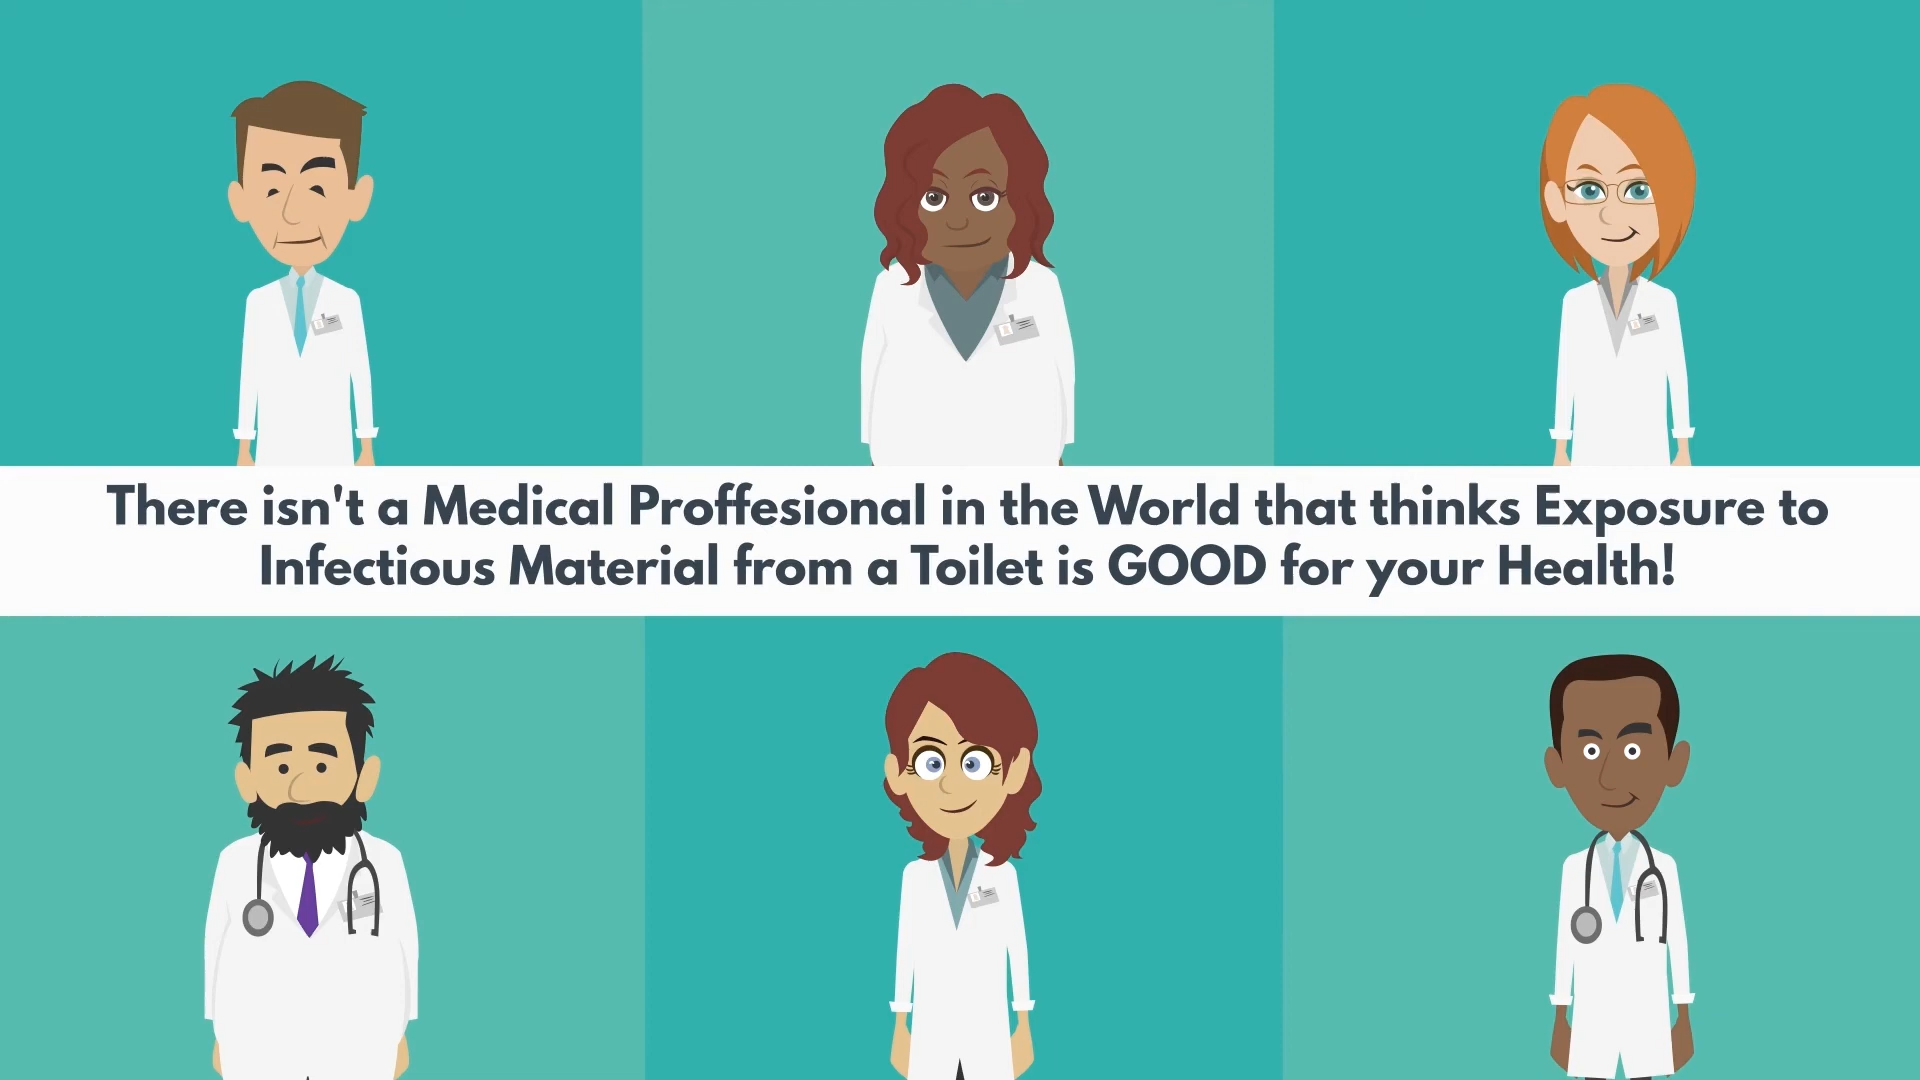 There isn't a Medical Proffesional in the World that thinks Exposure to
Infectious Material from a Toilet is GOOD for your Health!